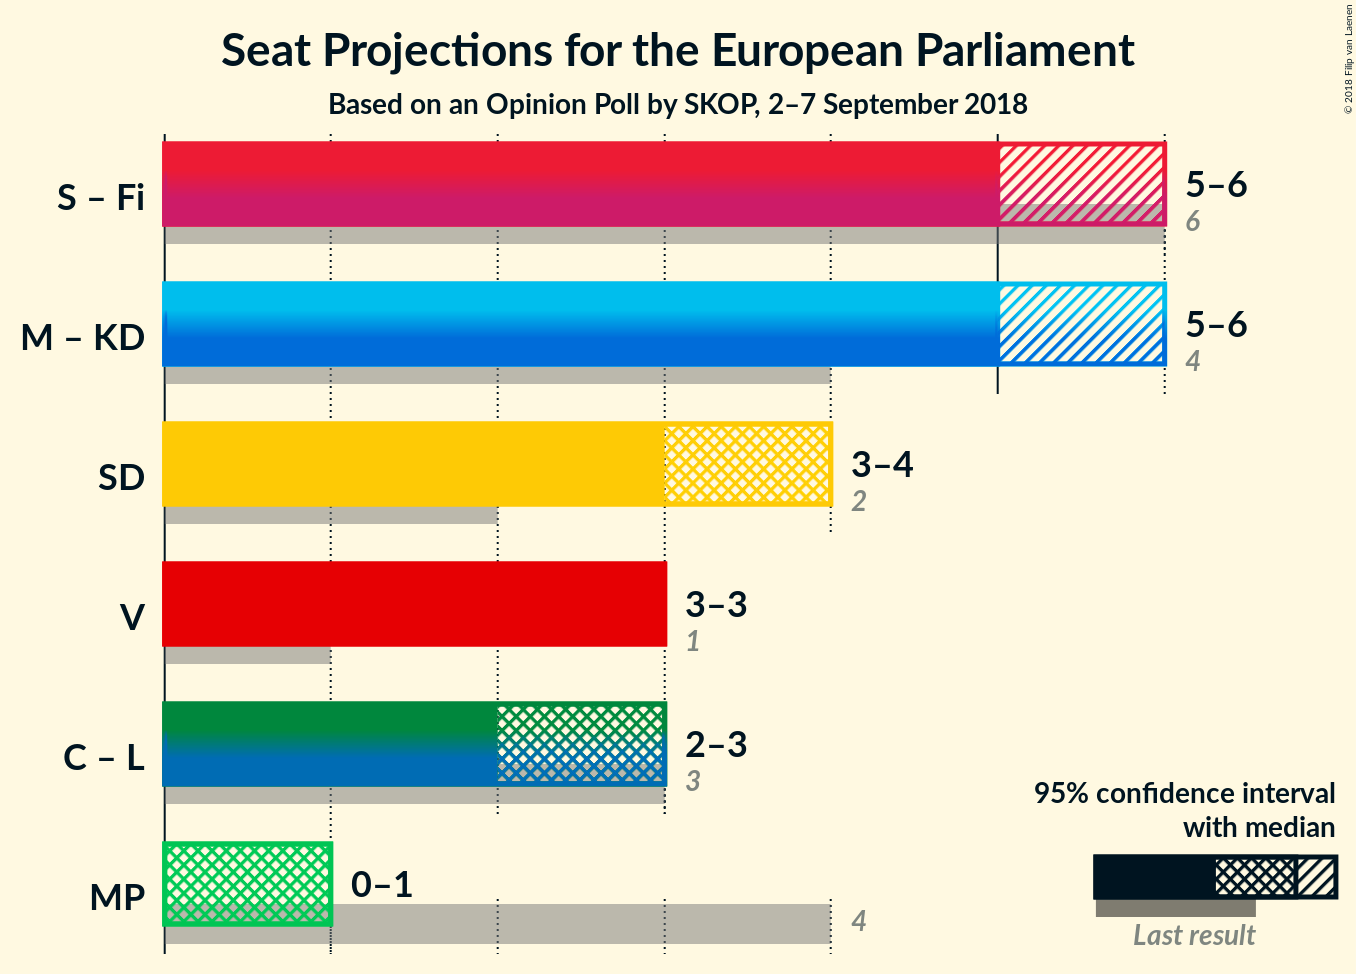 Seat Projections for the European Parliament
Based on an Opinion Poll by SKOP, 2–7 September 2018
© 2018 Filip van Laenen
S – Fi
5–6
6
M – KD
5–6
4
SD
3–4
2
V
3–3
1
C – L
2–3
3
MP
0–1
4
95% confidence interval
with median
Last result